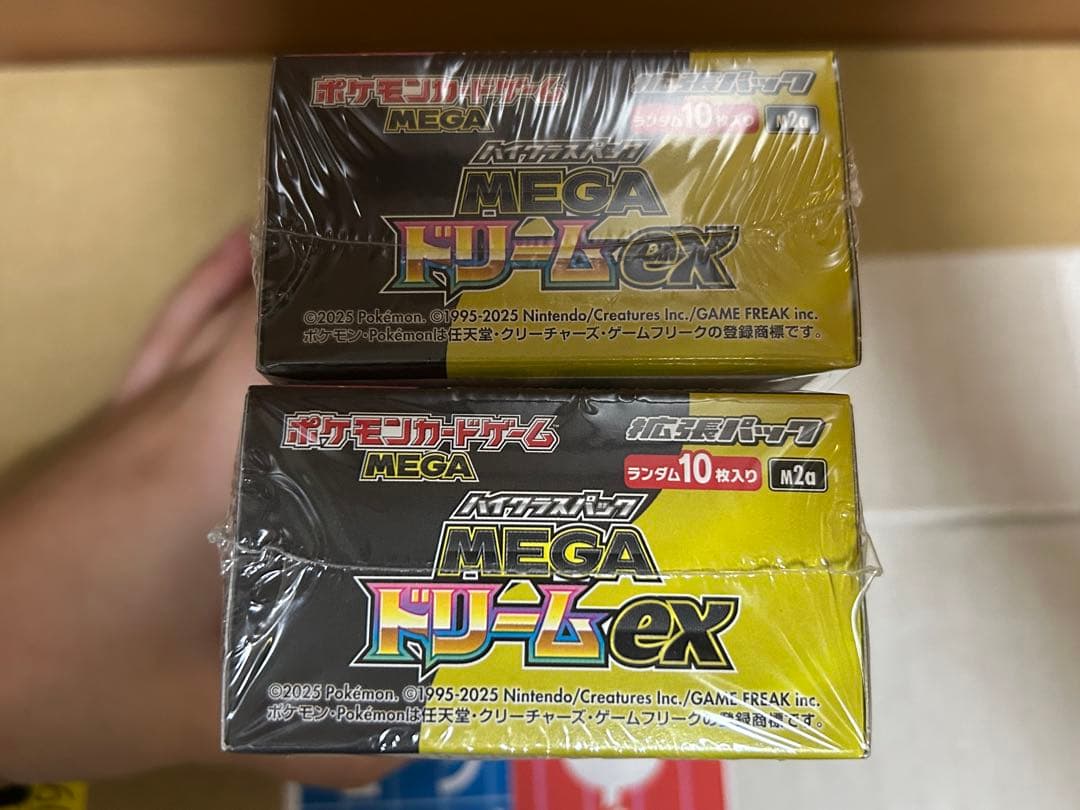 ポケモンカードゲーム
MEGA
拡張パック
ランダム10枚入り
M2a
ハイクラスパック
MEGA
ドリームex
©2025 Pokémon. ©1995-2025 Nintendo/Creatures Inc./GAME FREAK inc.
ポケモン・Pokémonは任天堂・クリーチャーズ・ゲームフリークの登録商標です。
ポケモンカードゲーム
MEGA
拡張パック
ランダム10枚入り
M2a
ハイクラスパック
MEGA
ドリームex
©2025 Pokémon. ©1995-2025 Nintendo/Creatures Inc./GAME FREAK inc.
ポケモン・Pokémonは任天堂・クリーチャーズ・ゲームフリークの登録商標です。